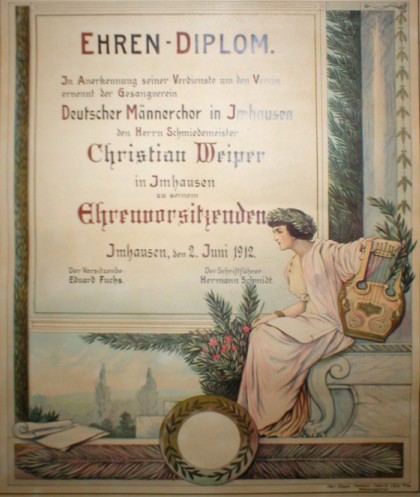 EHREN-DIPLOM.
In Anerkennung seiner Verdienste um den Verein
ernennt der Gesangverein
Deutscher Männerchor in Imhausen
den Herrn Schmiedemeister
Christian Weiper
in Imhausen
zu seinem
Ehrenvorsitzenden
Imhausen, den 2. Juni 1912.
Der Vorsitzende: Der Schriftführer
Eduard Fuchs. Hermann Schmidt.